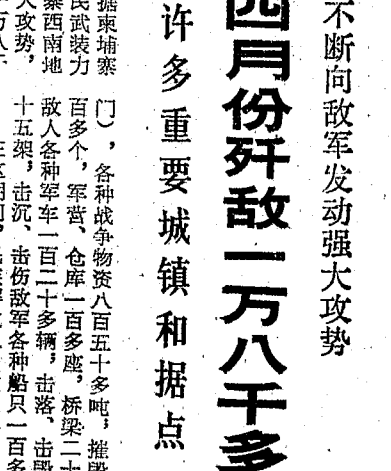 不断向敌军发动强大攻势
四月份歼敌一万八千多
许多重要城镇和据点
据柬埔寨
民武装力
寨西南地
大攻势，
门），各种战争物资八百五十多吨，摧毁
百多个，军营、仓库一百多座，桥梁二十
敌人各种军车一百二十多辆；击落、击毁
十五架，击沉、击伤敌军各种船只一百多